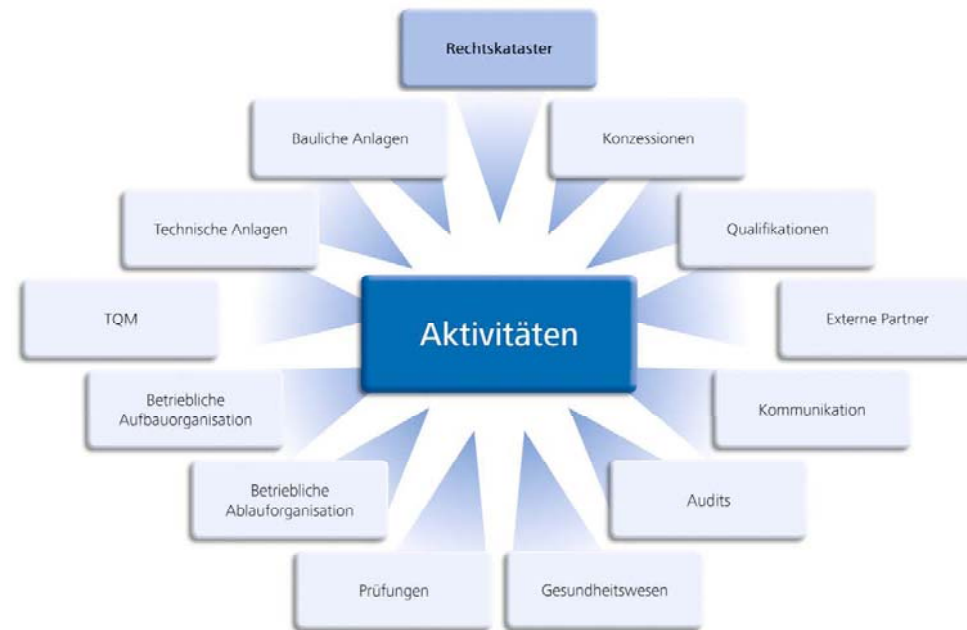 Rechtskataster
Bauliche Anlagen
Konzessionen
Technische Anlagen
Qualifikationen
TQM
Aktivitäten
Externe Partner
Betriebliche
Aufbauorganisation
Kommunikation
Betriebliche
Ablauforganisation
Audits
Prüfungen
Gesundheitswesen